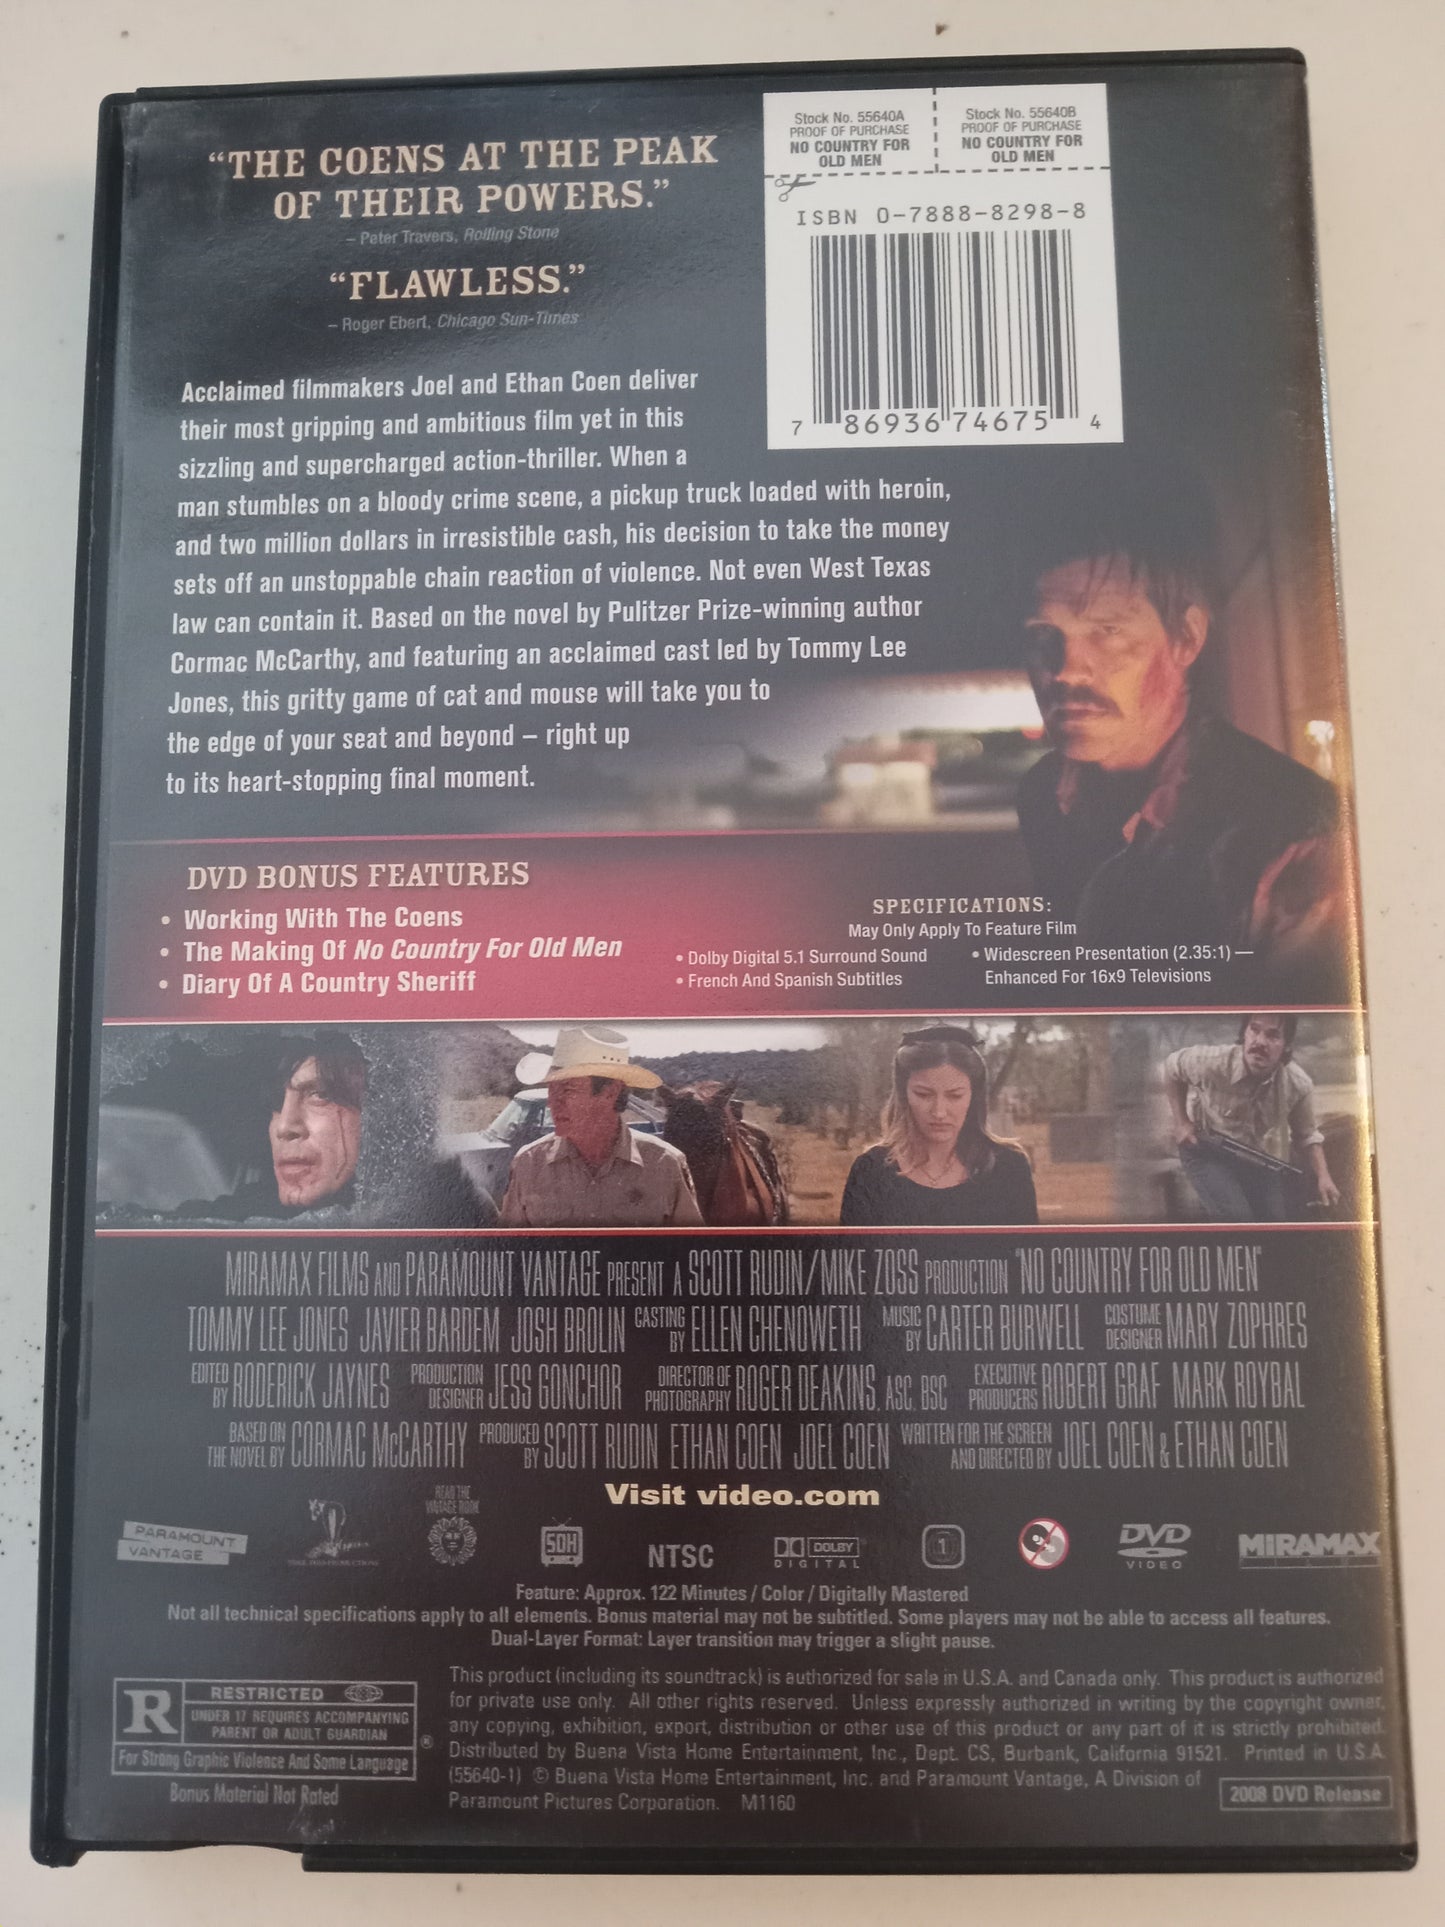 “THE COENS AT THE PEAK
OF THEIR POWERS.”
– Peter Travers, Rolling Stone
“FLAWLESS.”
– Roger Ebert, Chicago Sun-Times
Stock No. 55640A
PROOF OF PURCHASE
NO COUNTRY FOR
OLD MEN
Stock No. 55640B
PROOF OF PURCHASE
NO COUNTRY FOR
OLD MEN
ISBN 0-7888-8298-8
7 86936 74675 4
Acclaimed filmmakers Joel and Ethan Coen deliver
their most gripping and ambitious film yet in this
sizzling and supercharged action-thriller. When a
man stumbles on a bloody crime scene, a pickup truck loaded with heroin,
and two million dollars in irresistible cash, his decision to take the money
sets off an unstoppable chain reaction of violence. Not even West Texas
law can contain it. Based on the novel by Pulitzer Prize-winning author
Cormac McCarthy, and featuring an acclaimed cast led by Tommy Lee
Jones, this gritty game of cat and mouse will take you to
the edge of your seat and beyond – right up
to its heart-stopping final moment.
DVD BONUS FEATURES
• Working With The Coens
• The Making Of No Country For Old Men
• Diary Of A Country Sheriff
SPECIFICATIONS:
May Only Apply To Feature Film
• Dolby Digital 5.1 Surround Sound
• French And Spanish Subtitles
• Widescreen Presentation (2.35:1) —
Enhanced For 16x9 Televisions
MIRAMAX FILMS AND PARAMOUNT VANTAGE PRESENT A SCOTT RUDIN/MIKE ZOSS PRODUCTION "NO COUNTRY FOR OLD MEN"
TOMMY LEE JONES JAVIER BARDEM JOSH BROLIN CASTING BY ELLEN CHENOWETH MUSIC BY CARTER BURWELL COSTUME DESIGNER MARY ZOPHRES
EDITED BY RODERICK JAYNES PRODUCTION DESIGNER JESS GONCHOR DIRECTOR OF PHOTOGRAPHY ROGER DEAKINS, ASC, BSC EXECUTIVE PRODUCERS ROBERT GRAF MARK ROYBAL
BASED ON THE NOVEL BY CORMAC McCARTHY PRODUCED BY SCOTT RUDIN ETHAN COEN JOEL COEN WRITTEN FOR THE SCREEN AND DIRECTED BY JOEL COEN & ETHAN COEN
Visit video.com
PARAMOUNT
VANTAGE
READ THE
VINTAGE BOOK
SDH
NTSC
DOLBY
DIGITAL
1
DVD
VIDEO
MIRAMAX
Feature: Approx. 122 Minutes / Color / Digitally Mastered
Not all technical specifications apply to all elements. Bonus material may not be subtitled. Some players may not be able to access all features.
Dual-Layer Format: Layer transition may trigger a slight pause.
R RESTRICTED
UNDER 17 REQUIRES ACCOMPANYING
PARENT OR ADULT GUARDIAN
®
For Strong Graphic Violence And Some Language
Bonus Material Not Rated
This product (including its soundtrack) is authorized for sale in U.S.A. and Canada only. This product is authorized
for private use only. All other rights reserved. Unless expressly authorized in writing by the copyright owner,
any copying, exhibition, export, distribution or other use of this product or any part of it is strictly prohibited.
Distributed by Buena Vista Home Entertainment, Inc., Dept. CS, Burbank, California 91521. Printed in U.S.A.
(55640-1) © Buena Vista Home Entertainment, Inc. and Paramount Vantage, A Division of
Paramount Pictures Corporation. M1160
2008 DVD Release